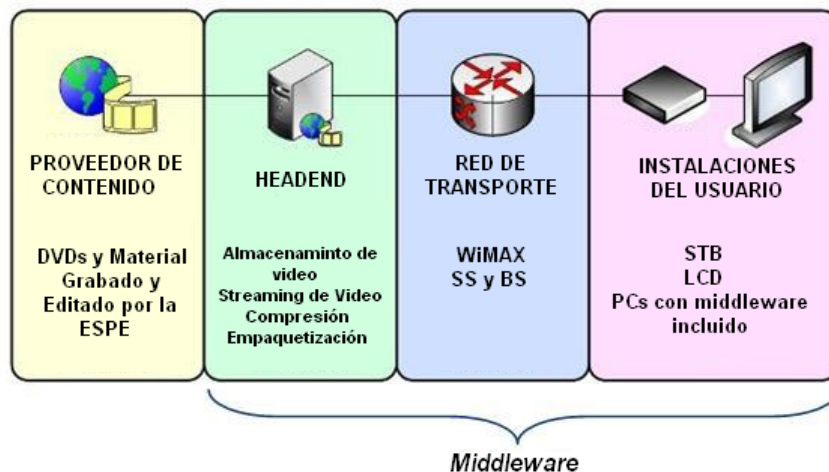 PROVEEDOR DE
CONTENIDO
DVDs y Material
Grabado y
Editado por la
ESPE
HEADEND
Almacenaminto de
video
Streaming de Video
Compresión
Empaquetización
RED DE
TRANSPORTE
WiMAX
SS y BS
INSTALACIONES
DEL USUARIO
STB
LCD
PCs con middleware
incluido
Middleware